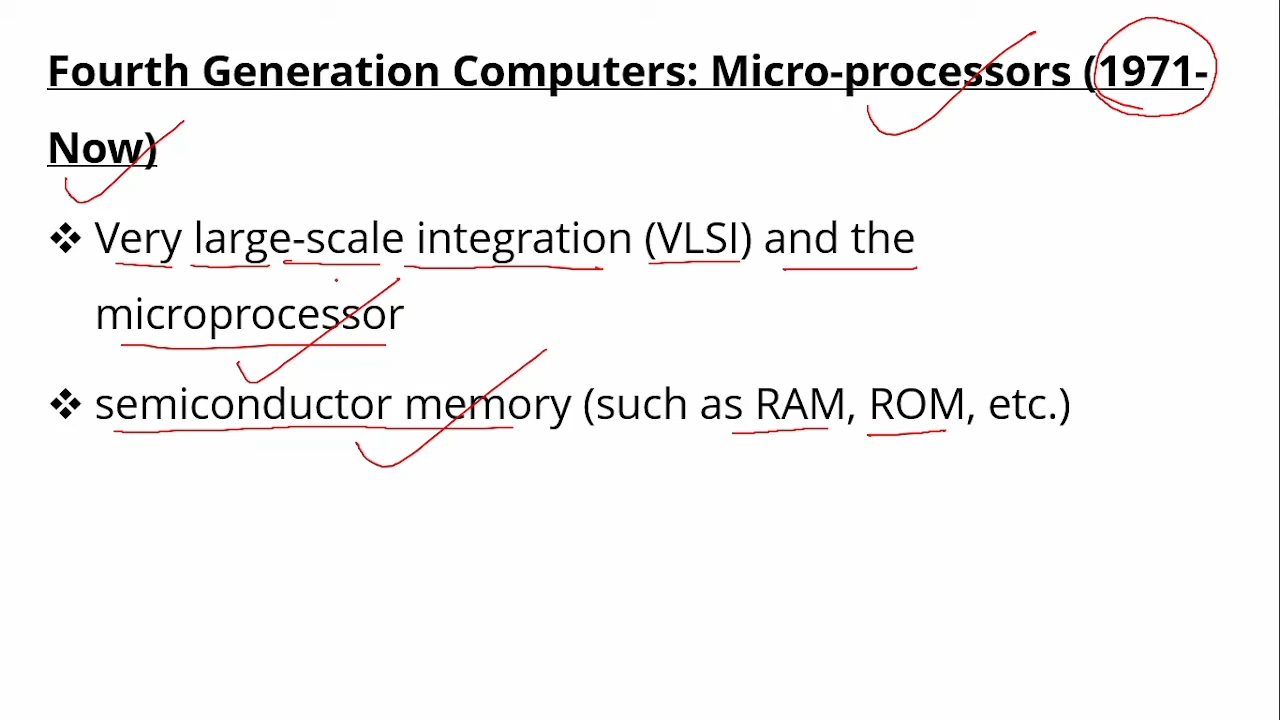 Fourth Generation Computers: Micro-processors (1971-
Now)
❖ Very large-scale integration (VLSI) and the
microprocessor
❖ semiconductor memory (such as RAM, ROM, etc.)